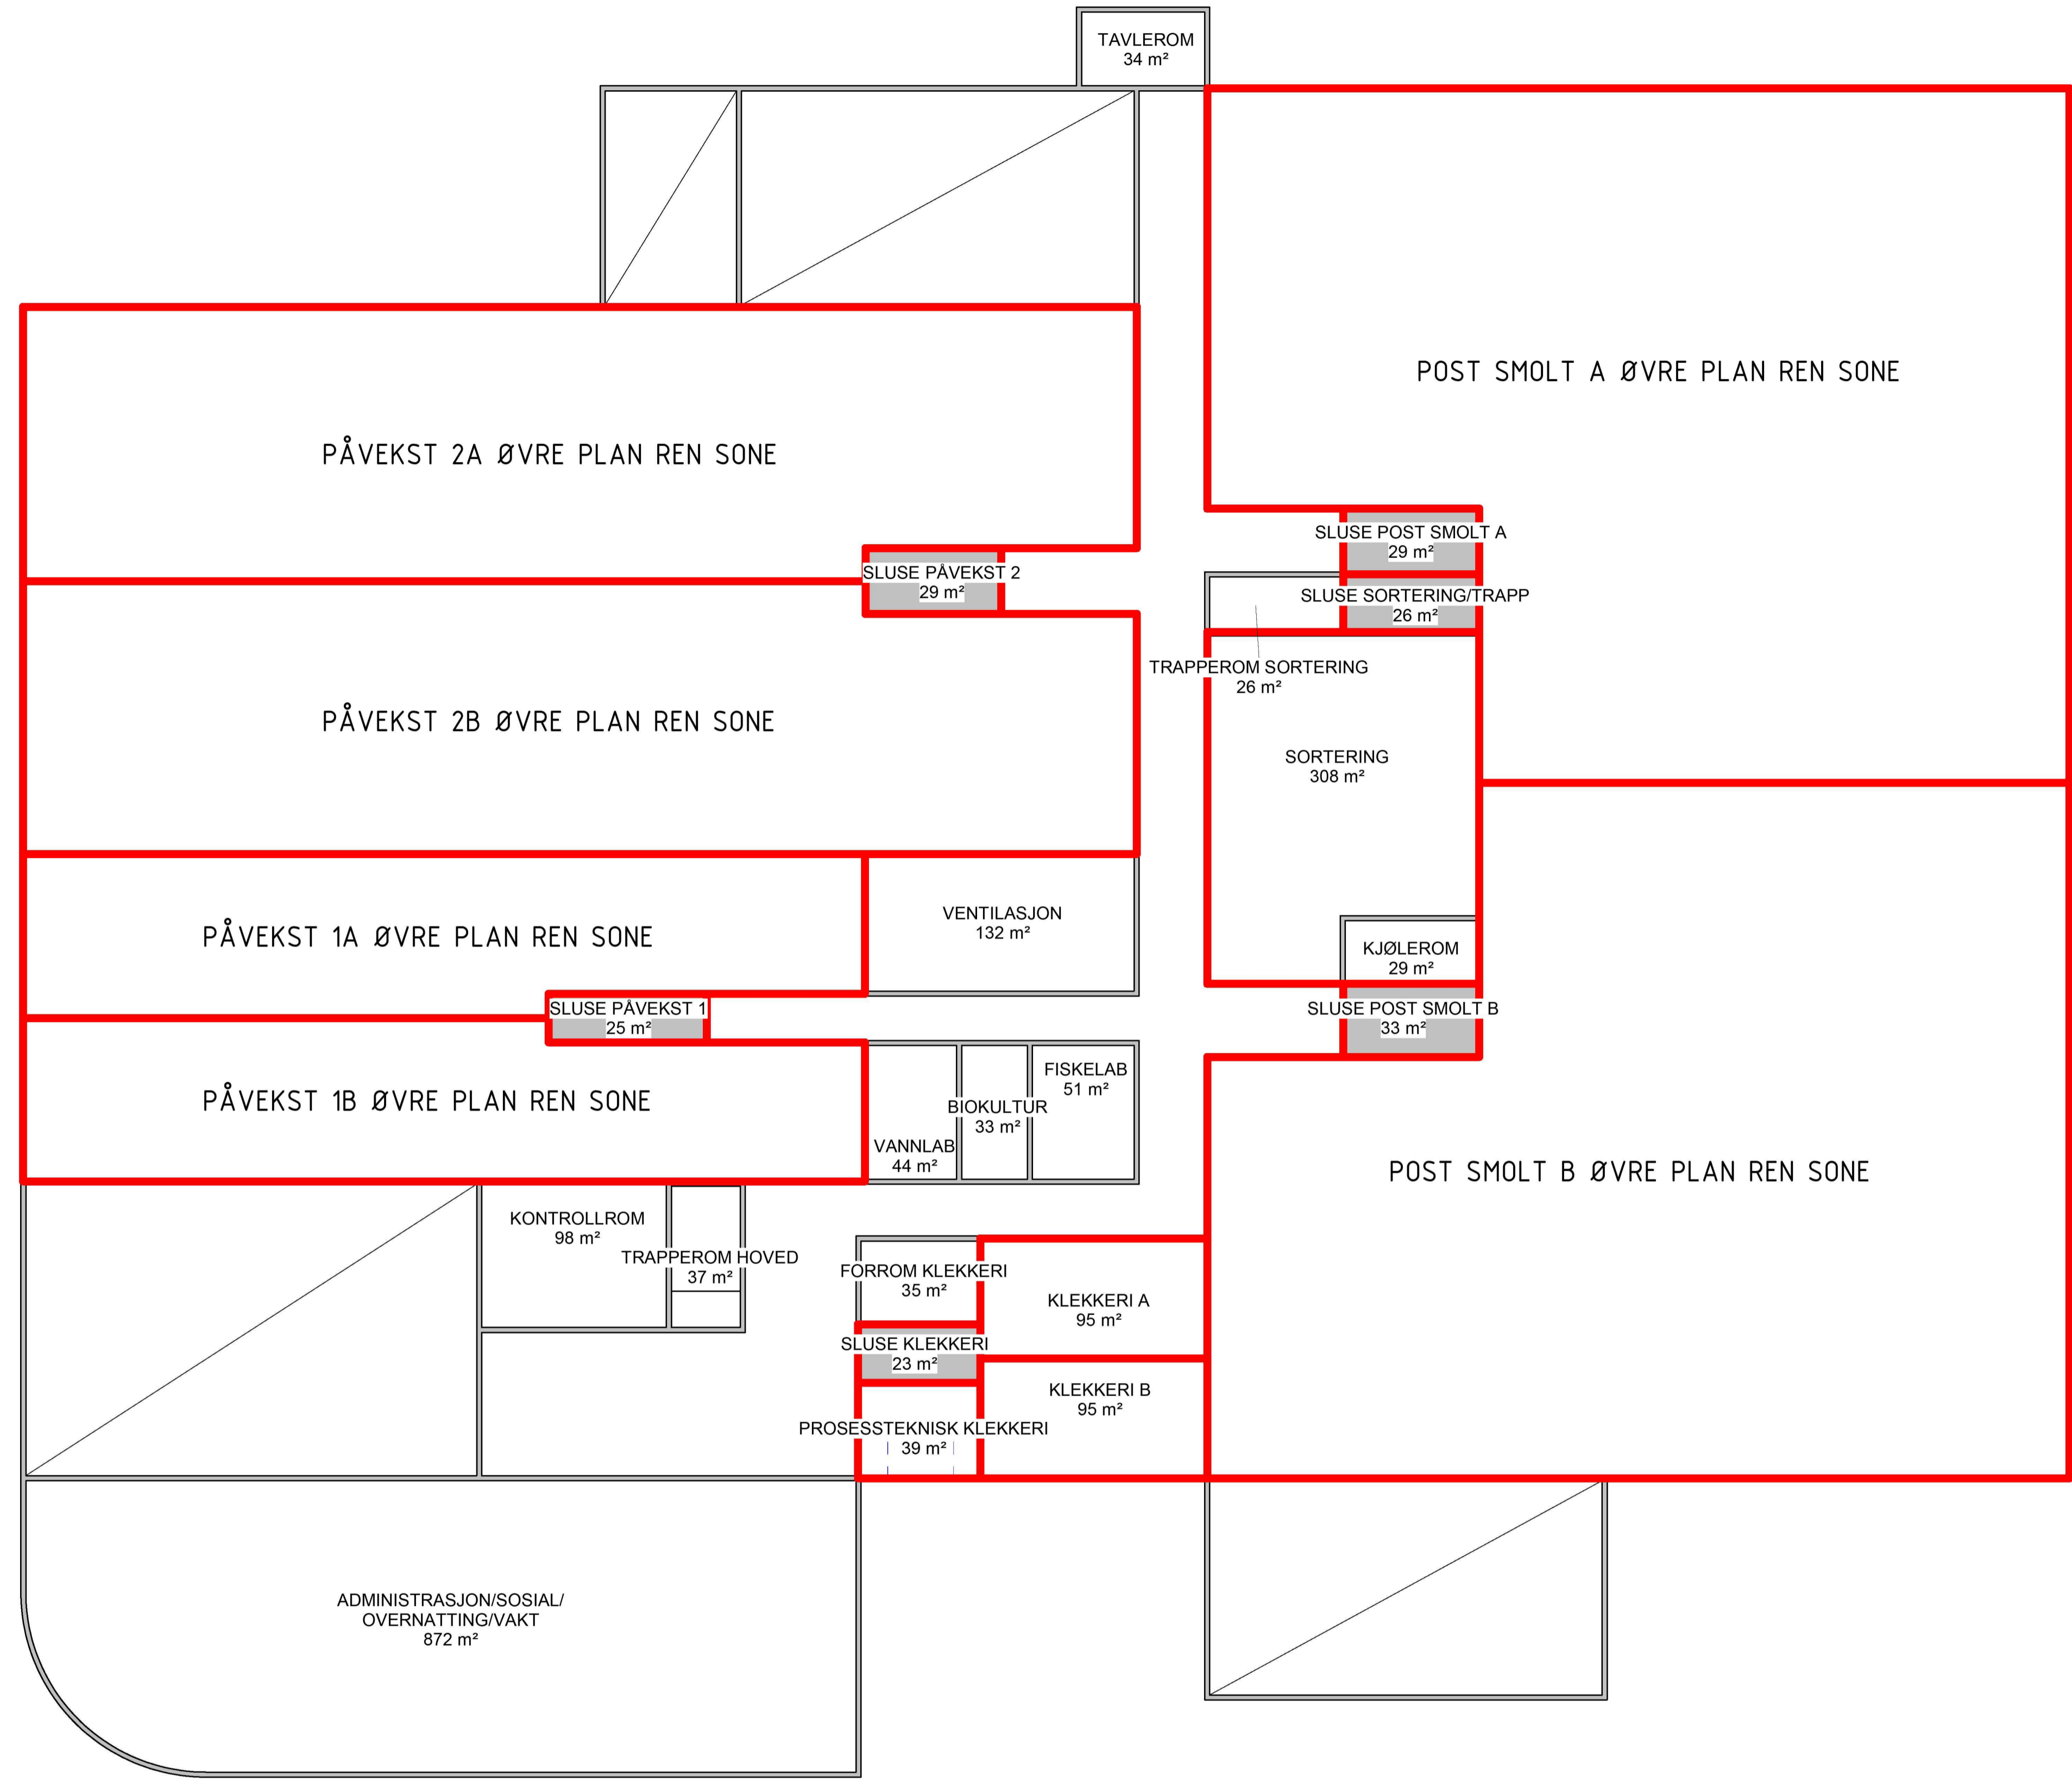 TAVLEROM
34 m²
POST SMOLT A ØVRE PLAN REN SONE
PÅVEKST 2A ØVRE PLAN REN SONE
SLUSE POST SMOLT A
29 m²
SLUSE PÅVEKST 2
29 m²
SLUSE SORTERING/TRAPP
26 m²
TRAPPEROM SORTERING
26 m²
PÅVEKST 2B ØVRE PLAN REN SONE
SORTERING
308 m²
VENTILASJON
132 m²
PÅVEKST 1A ØVRE PLAN REN SONE
KJØLEROM
29 m²
SLUSE PÅVEKST 1
25 m²
SLUSE POST SMOLT B
33 m²
FISKELAB
51 m²
PÅVEKST 1B ØVRE PLAN REN SONE
BIOKULTUR
33 m²
VANNLAB
44 m²
POST SMOLT B ØVRE PLAN REN SONE
KONTROLLROM
98 m²
TRAPPEROM HOVED
37 m²
FORROM KLEKKERI
35 m²
KLEKKERI A
95 m²
SLUSE KLEKKERI
23 m²
KLEKKERI B
95 m²
PROSESSTEKNISK KLEKKERI
39 m²
ADMINISTRASJON/SOSIAL/
OVERNATTING/VAKT
872 m²